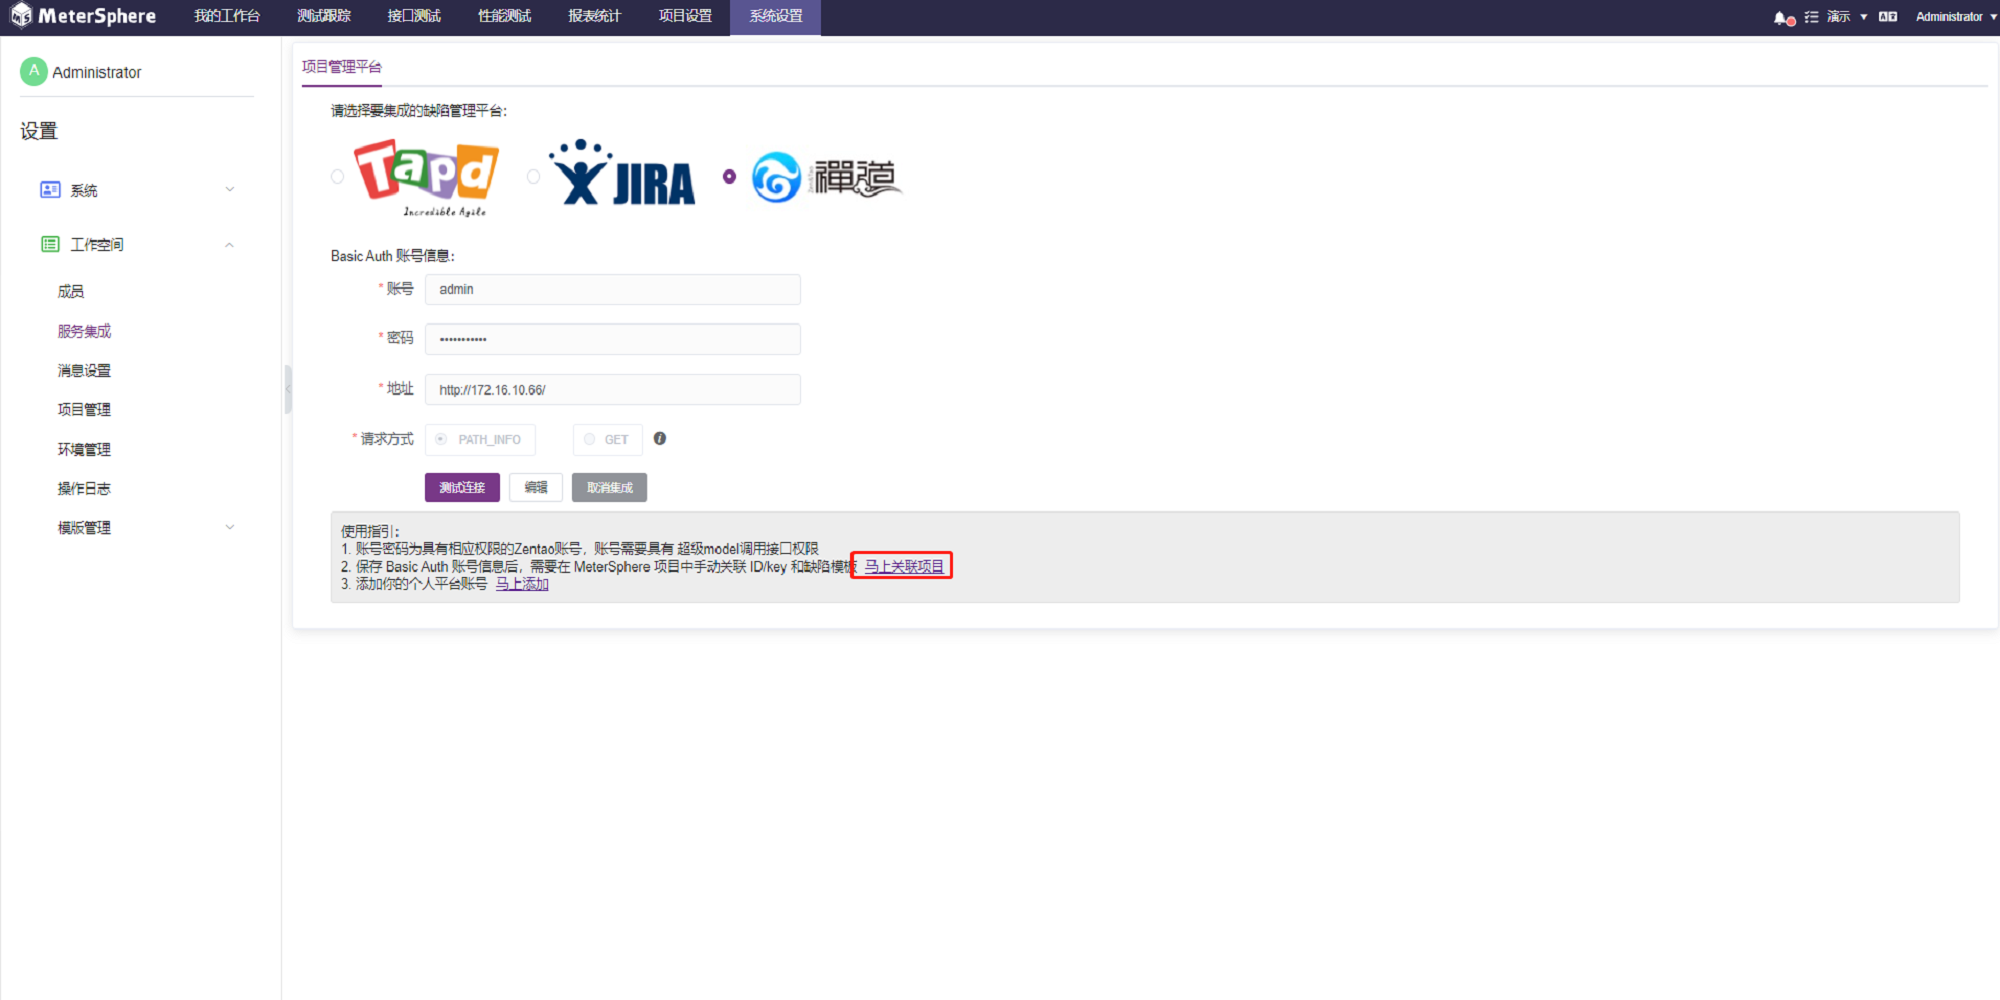 MeterSphere 我的工作台 测试跟踪 接口测试 性能测试 报表统计 项目设置 系统设置 演示 Administrator
A Administrator
设置
系统
工作空间
成员
服务集成
消息设置
项目管理
环境管理
操作日志
模版管理
项目管理平台
请选择要集成的缺陷管理平台：
Tapd
Incredible Agile
JIRA
禪道
Basic Auth 账号信息：
* 账号 admin
* 密码 •••••••••••
* 地址 http://172.16.10.66/
* 请求方式 PATH_INFO GET
测试连接 编辑 取消集成
使用指引：
1. 账号密码为具有相应权限的Zentao账号，账号需要具有 超级model调用接口权限
2. 保存 Basic Auth 账号信息后，需要在 MeterSphere 项目中手动关联 ID/key 和缺陷模板 马上关联项目
3. 添加你的个人平台账号 马上添加